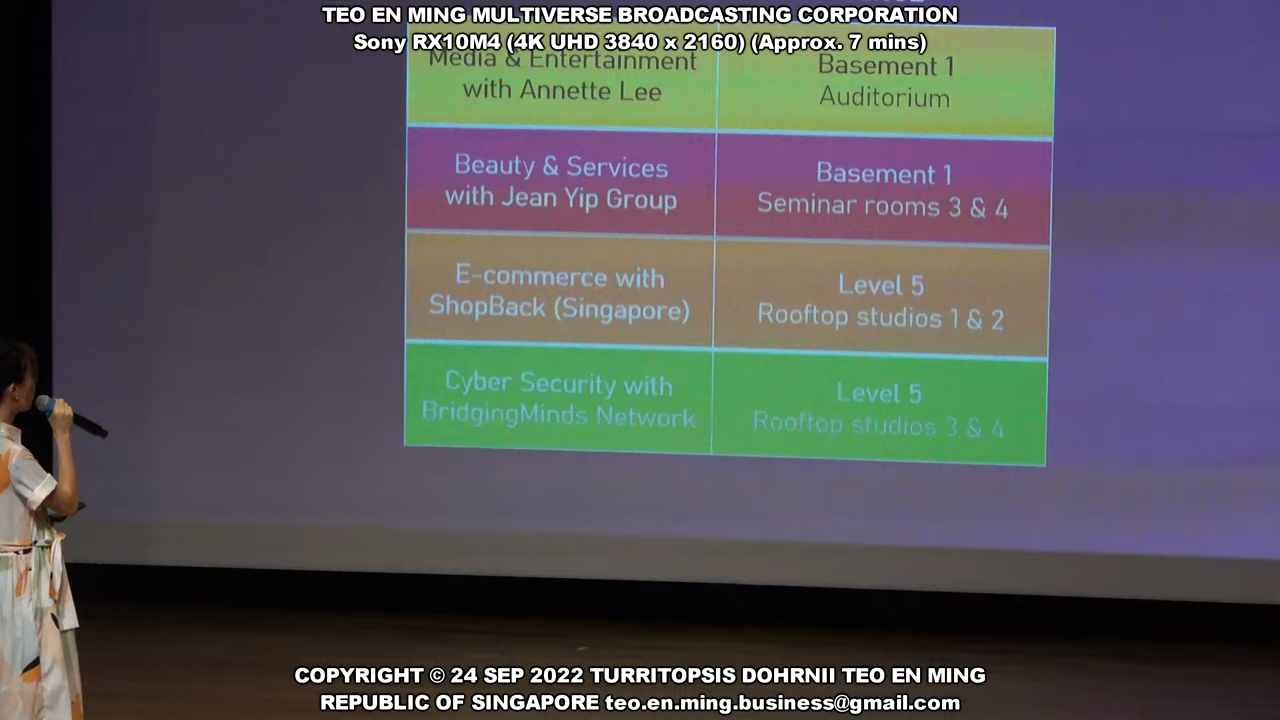 TEO EN MING MULTIVERSE BROADCASTING CORPORATION
Sony RX10M4 (4K UHD 3840 x 2160) (Approx. 7 mins)
Media & Entertainment
with Annette Lee
Basement 1
Auditorium
Beauty & Services
with Jean Yip Group
Basement 1
Seminar rooms 3 & 4
E-commerce with
ShopBack (Singapore)
Level 5
Rooftop studios 1 & 2
Cyber Security with
BridgingMinds Network
Level 5
Rooftop studios 3 & 4
COPYRIGHT © 24 SEP 2022 TURRITOPSIS DOHRNII TEO EN MING
REPUBLIC OF SINGAPORE teo.en.ming.business@gmail.com